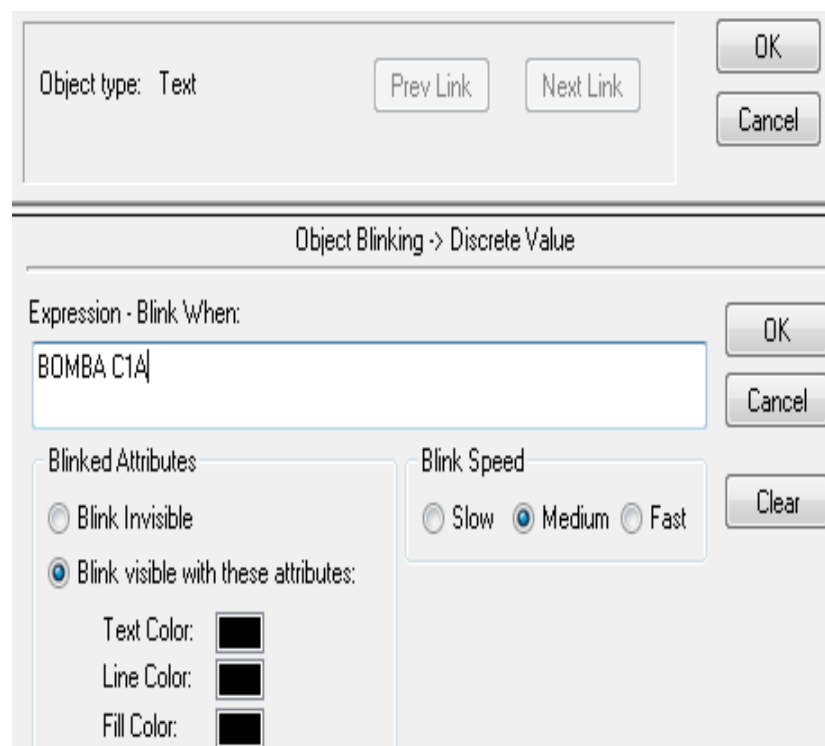 Object type: Text
Prev Link
Next Link
OK
Cancel
Object Blinking -> Discrete Value
Expression - Blink When:
BOMBA C1A
OK
Cancel
Clear
Blinked Attributes
Blink Invisible
Blink visible with these attributes:
Text Color:
Line Color:
Fill Color:
Blink Speed
Slow Medium Fast